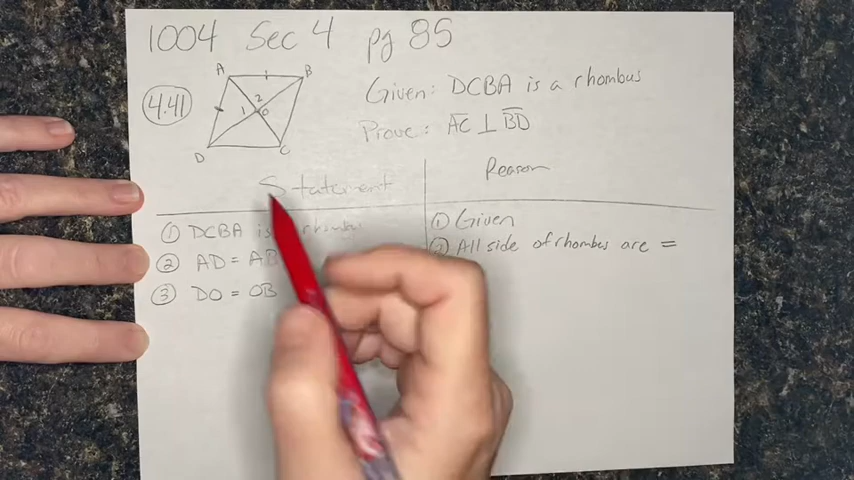 1004 Sec 4 pg 85
4.41
A B
1 2 O
D C
Given: DCBA is a rhombus
Prove: AC ⊥ BD
Statement Reason
① DCBA is rhombus ① Given
② AD = AB ② All side of rhombus are =
③ DO = OB